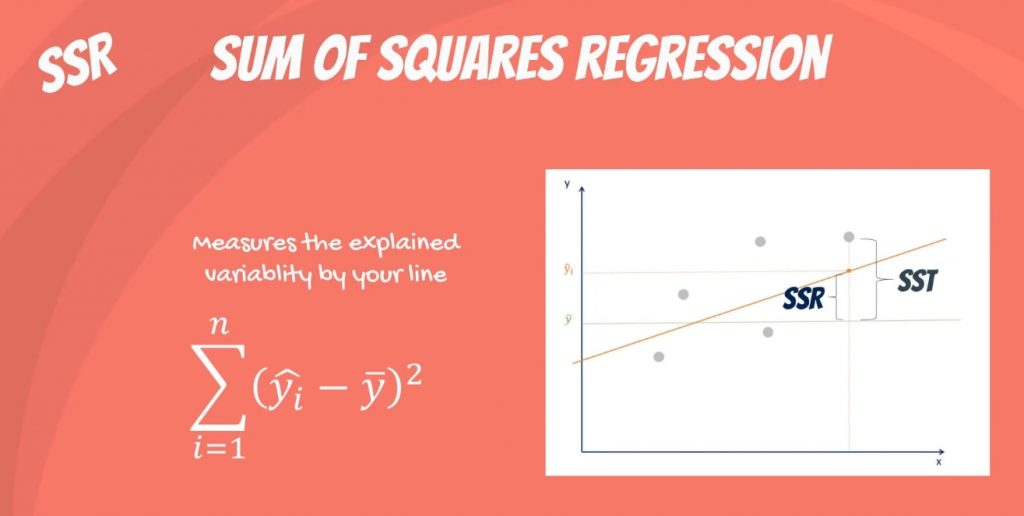 SSR
SUM OF SQUARES REGRESSION
Measures the explained
variablity by your line
n
∑(ŷᵢ − ȳ)²
i=1
y
ŷᵢ
SSR
SST
ȳ
x